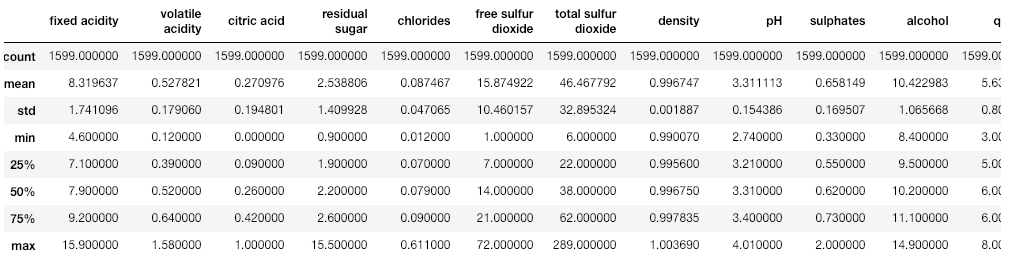 fixed acidity volatile acidity citric acid residual sugar chlorides free sulfur dioxide total sulfur dioxide density pH sulphates alcohol q
count 1599.000000 1599.000000 1599.000000 1599.000000 1599.000000 1599.000000 1599.000000 1599.000000 1599.000000 1599.000000 1599.000000 1599.00
mean 8.319637 0.527821 0.270976 2.538806 0.087467 15.874922 46.467792 0.996747 3.311113 0.658149 10.422983 5.63
std 1.741096 0.179060 0.194801 1.409928 0.047065 10.460157 32.895324 0.001887 0.154386 0.169507 1.065668 0.80
min 4.600000 0.120000 0.000000 0.900000 0.012000 1.000000 6.000000 0.990070 2.740000 0.330000 8.400000 3.00
25% 7.100000 0.390000 0.090000 1.900000 0.070000 7.000000 22.000000 0.995600 3.210000 0.550000 9.500000 5.00
50% 7.900000 0.520000 0.260000 2.200000 0.079000 14.000000 38.000000 0.996750 3.310000 0.620000 10.200000 6.00
75% 9.200000 0.640000 0.420000 2.600000 0.090000 21.000000 62.000000 0.997835 3.400000 0.730000 11.100000 6.00
max 15.900000 1.580000 1.000000 15.500000 0.611000 72.000000 289.000000 1.003690 4.010000 2.000000 14.900000 8.00